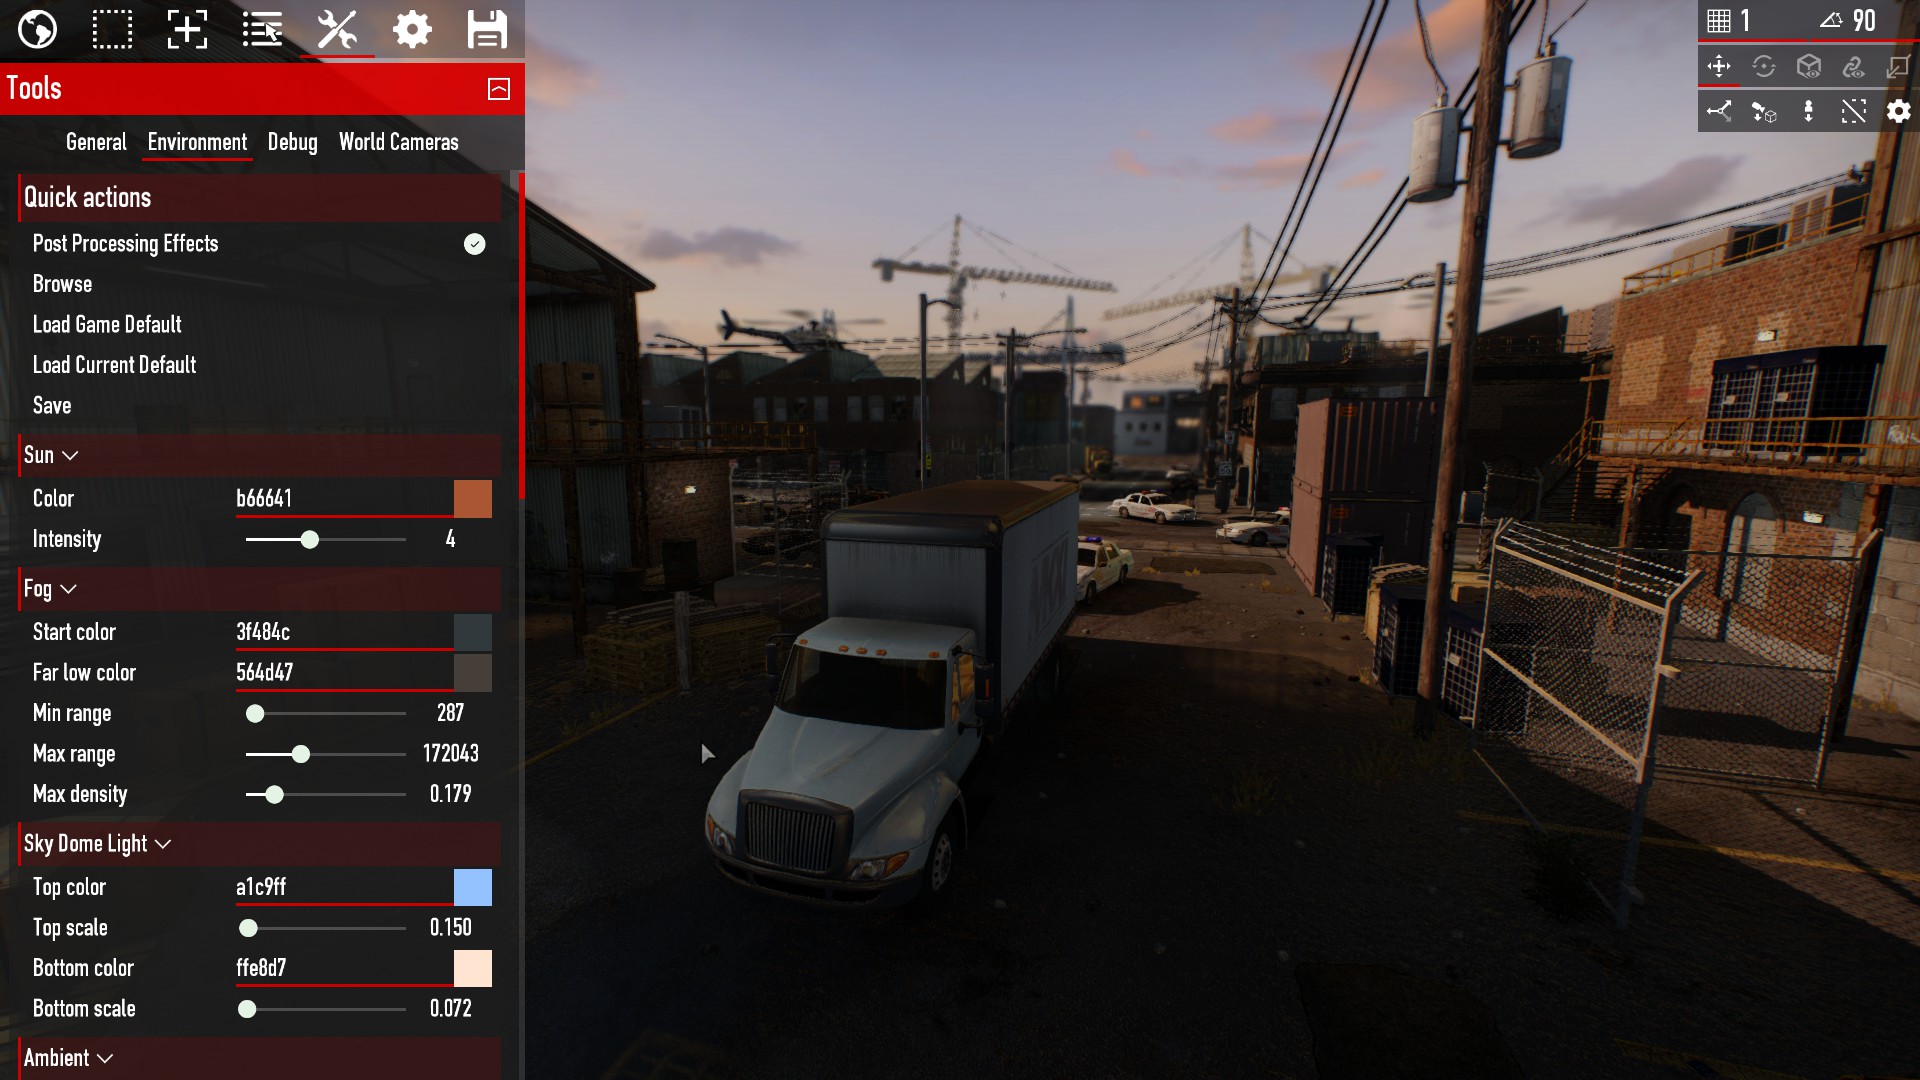 Tools
General Environment Debug World Cameras
Quick actions
Post Processing Effects
Browse
Load Game Default
Load Current Default
Save
Sun
Color b66641
Intensity 4
Fog
Start color 3f484c
Far low color 564d47
Min range 287
Max range 172043
Max density 0.179
Sky Dome Light
Top color a1c9ff
Top scale 0.150
Bottom color ffe8d7
Bottom scale 0.072
Ambient
1 90